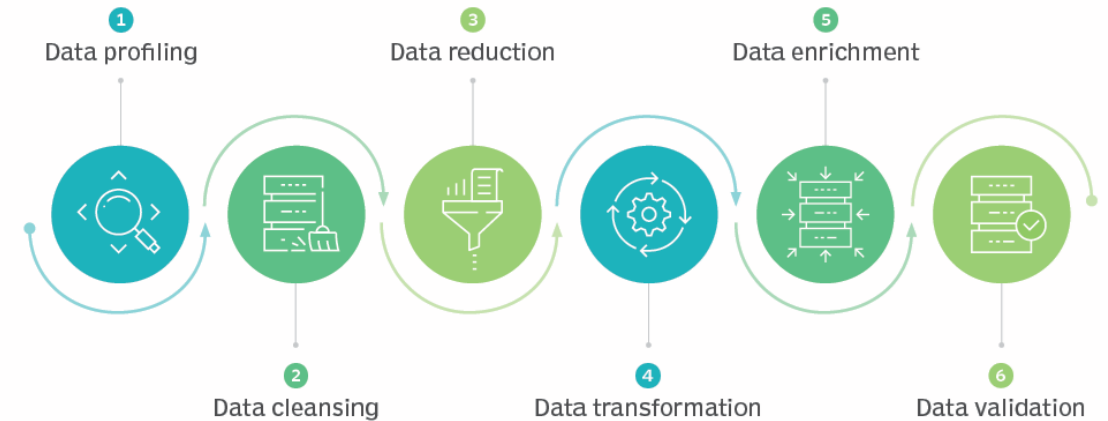 1
Data profiling
2
Data cleansing
3
Data reduction
4
Data transformation
5
Data enrichment
6
Data validation